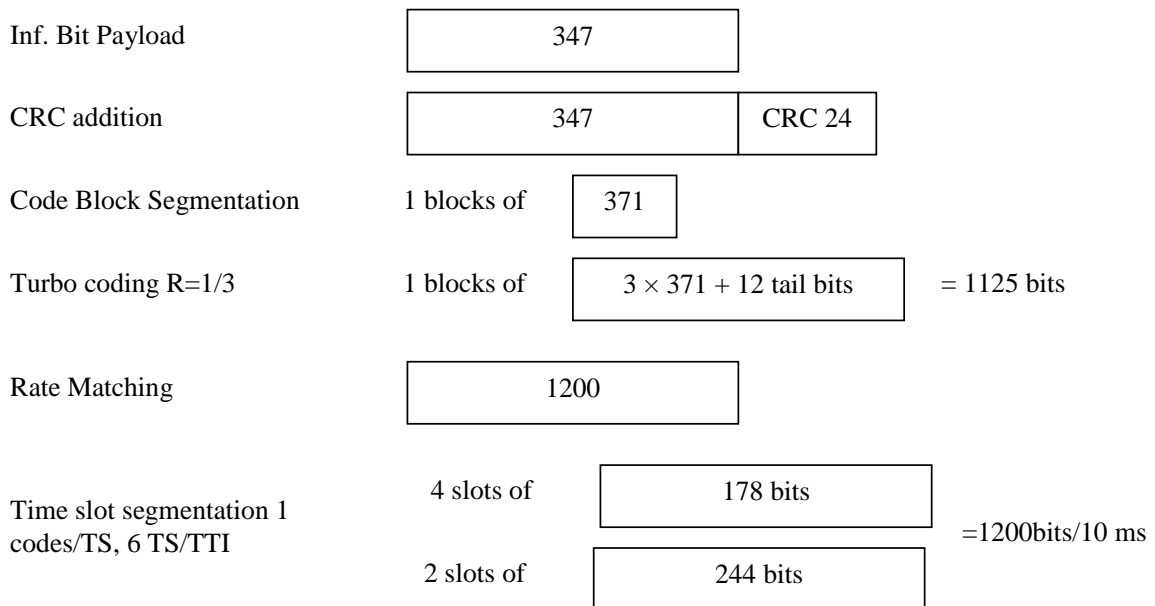 Inf. Bit Payload
347
CRC addition
347
CRC 24
Code Block Segmentation
1 blocks of
371
Turbo coding R=1/3
1 blocks of
3 × 371 + 12 tail bits
= 1125 bits
Rate Matching
1200
Time slot segmentation 1
codes/TS, 6 TS/TTI
4 slots of
178 bits
2 slots of
244 bits
=1200bits/10 ms